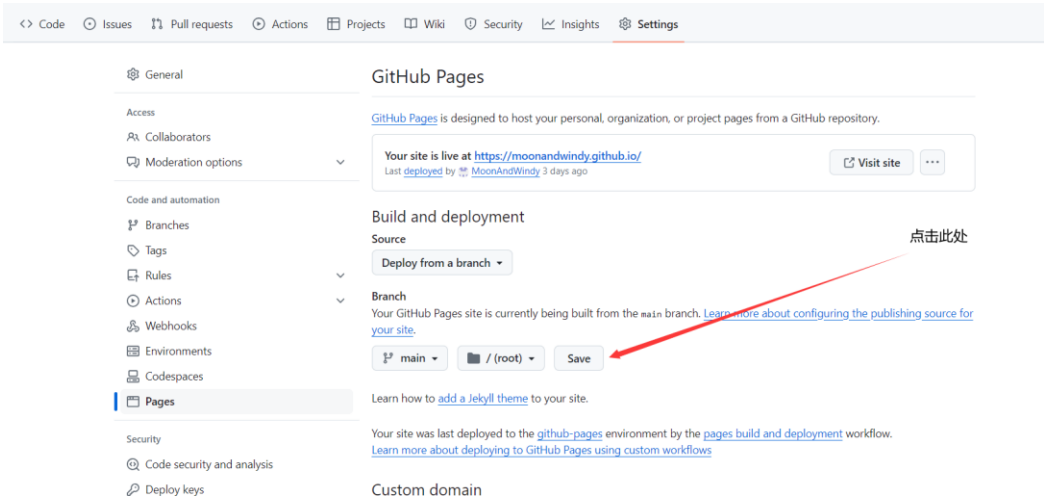 Code Issues Pull requests Actions Projects Wiki Security Insights Settings
General
Access
Collaborators
Moderation options
Code and automation
Branches
Tags
Rules
Actions
Webhooks
Environments
Codespaces
Pages
Security
Code security and analysis
Deploy keys
GitHub Pages
GitHub Pages is designed to host your personal, organization, or project pages from a GitHub repository.
Your site is live at https://moonandwindy.github.io/
Last deployed by MoonAndWindy 3 days ago
Visit site
Build and deployment
Source
Deploy from a branch
点击此处
Branch
Your GitHub Pages site is currently being built from the main branch. Learn more about configuring the publishing source for
your site.
main / (root) Save
Learn how to add a Jekyll theme to your site.
Your site was last deployed to the github-pages environment by the pages build and deployment workflow.
Learn more about deploying to GitHub Pages using custom workflows
Custom domain